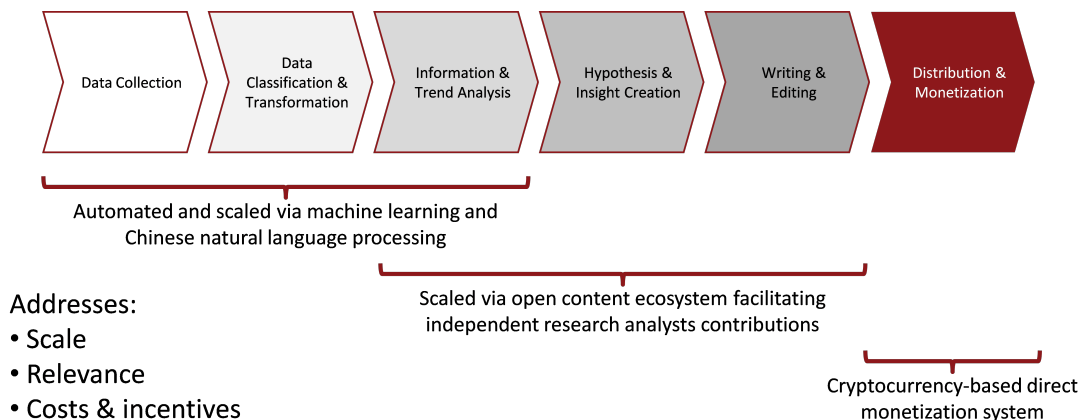 Data Collection
Data
Classification &
Transformation
Information &
Trend Analysis
Hypothesis &
Insight Creation
Writing &
Editing
Distribution &
Monetization
Automated and scaled via machine learning and
Chinese natural language processing
Scaled via open content ecosystem facilitating
independent research analysts contributions
Addresses:
• Scale
• Relevance
• Costs & incentives
Cryptocurrency-based direct
monetization system